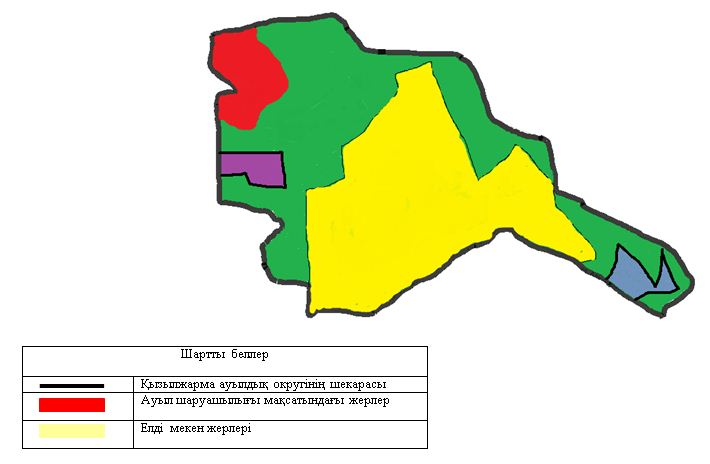 Шартты белгілер
Қызылжарма ауылдық округінің шекарасы
Ауыл шаруашылығы мақсатындағы жерлер
Елді мекен жерлері